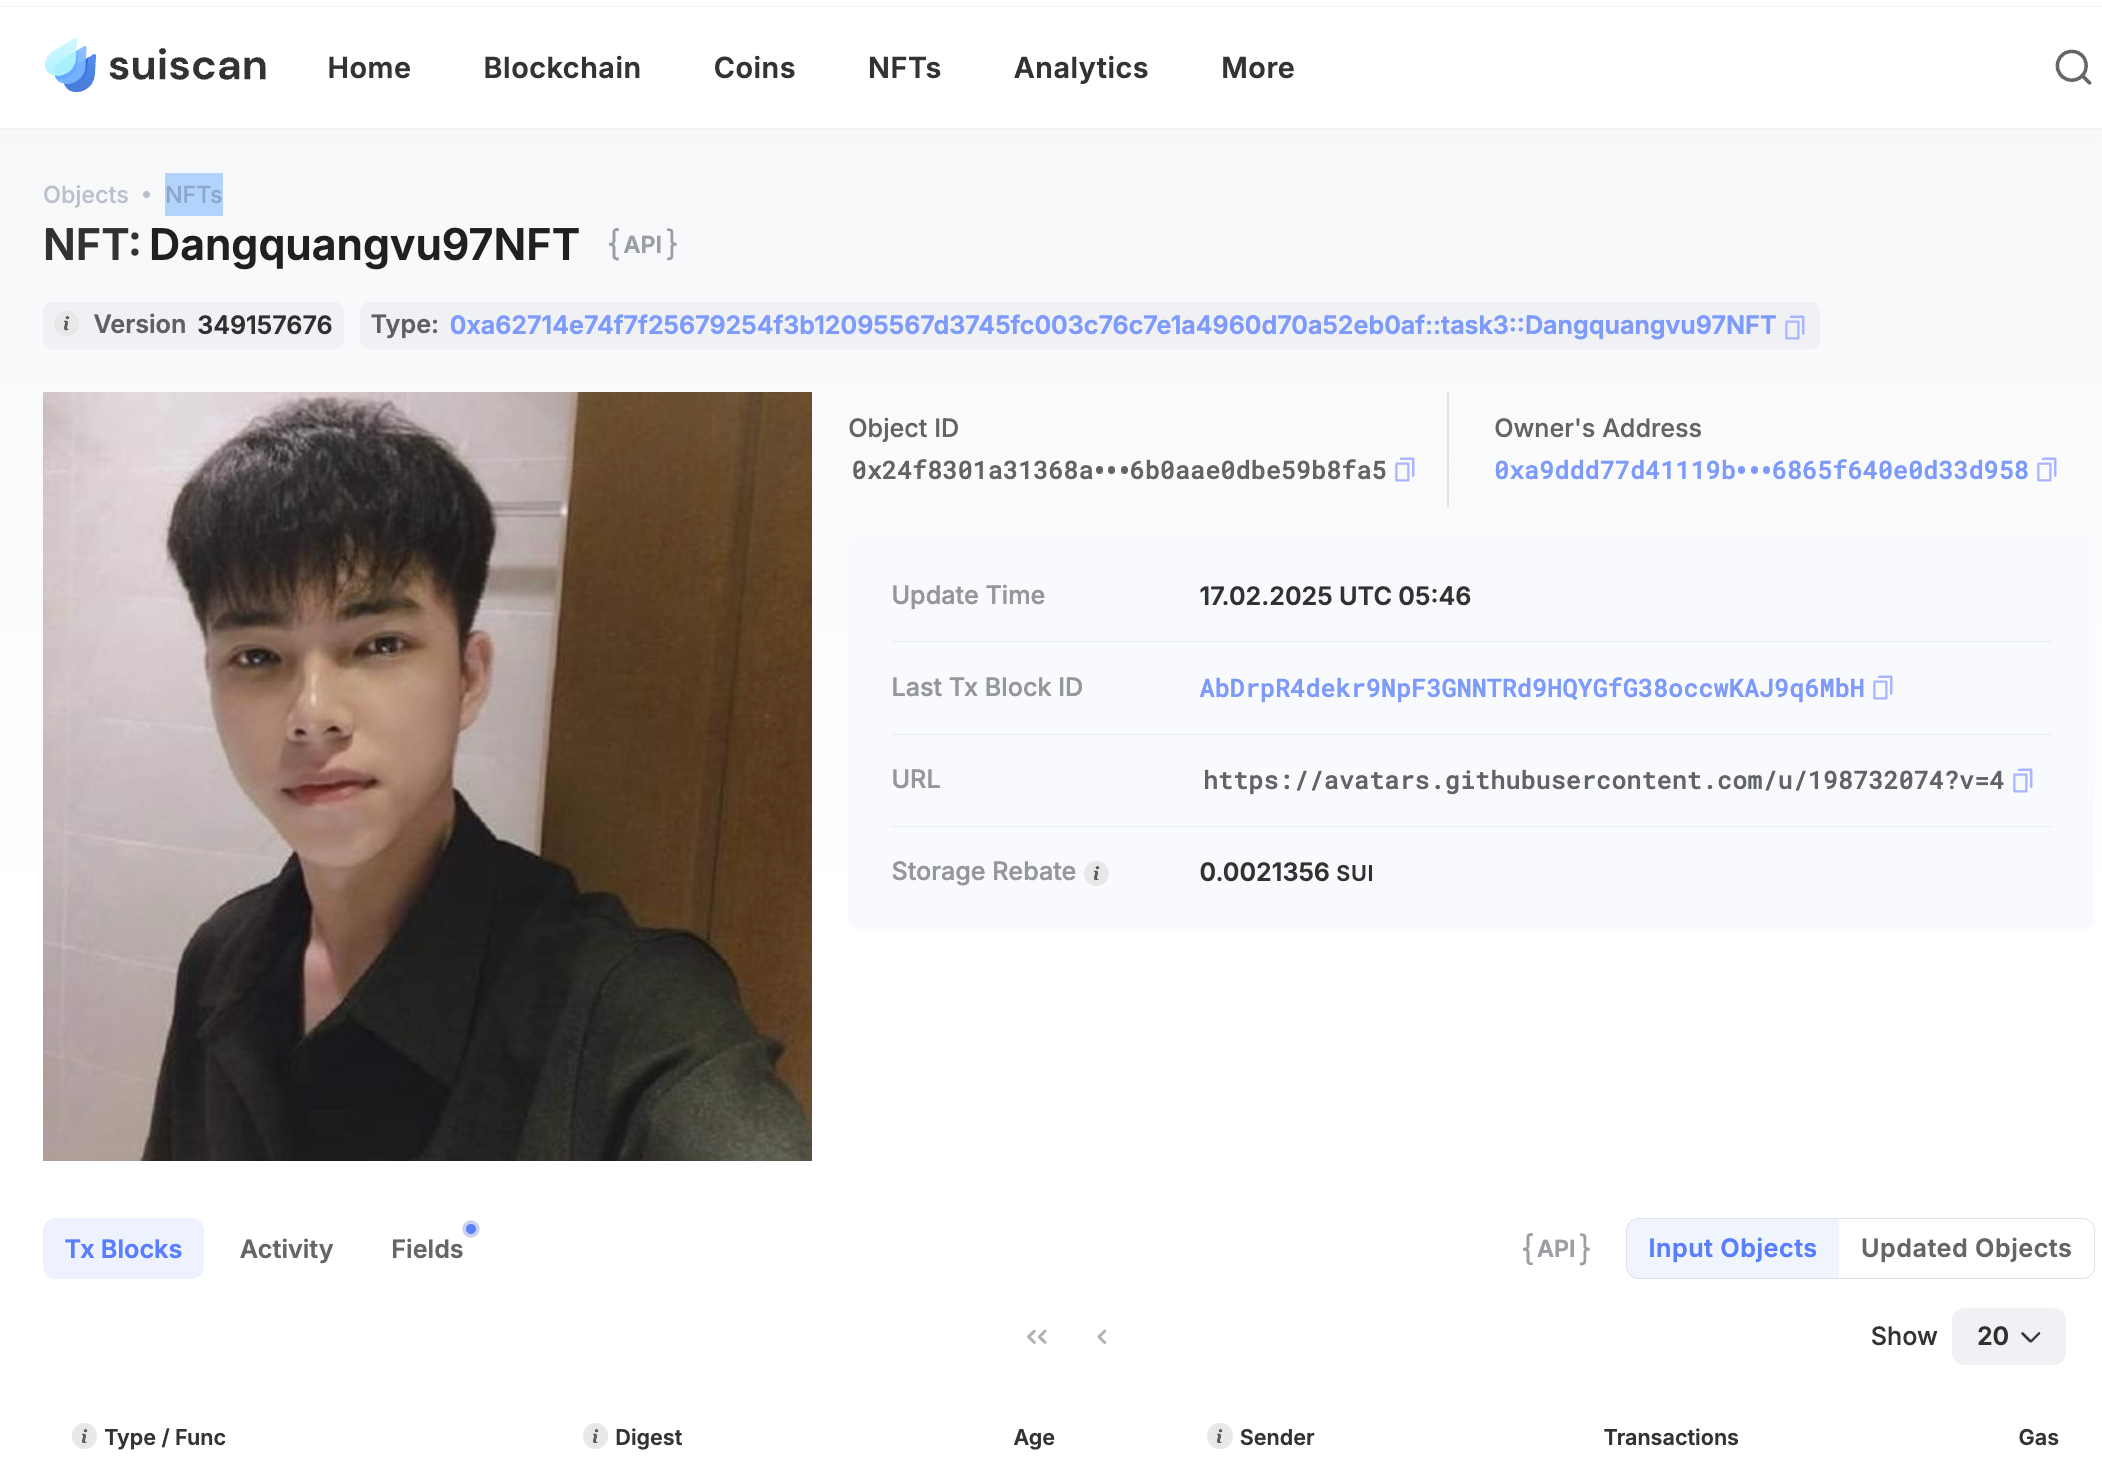 suiscan Home Blockchain Coins NFTs Analytics More
Objects • NFTs
NFT: Dangquangvu97NFT {API}
i Version 349157676 Type: 0xa62714e74f7f25679254f3b12095567d3745fc003c76c7e1a4960d70a52eb0af::task3::Dangquangvu97NFT
Object ID
0x24f8301a31368a•••6b0aae0dbe59b8fa5
Owner's Address
0xa9ddd77d41119b•••6865f640e0d33d958
Update Time 17.02.2025 UTC 05:46
Last Tx Block ID AbDrpR4dekr9NpF3GNNTRd9HQYGfG38occwKAJ9q6MbH
URL https://avatars.githubusercontent.com/u/198732074?v=4
Storage Rebate i 0.0021356 SUI
Tx Blocks Activity Fields {API} Input Objects Updated Objects
« ‹ Show 20
i Type / Func i Digest Age i Sender Transactions Gas